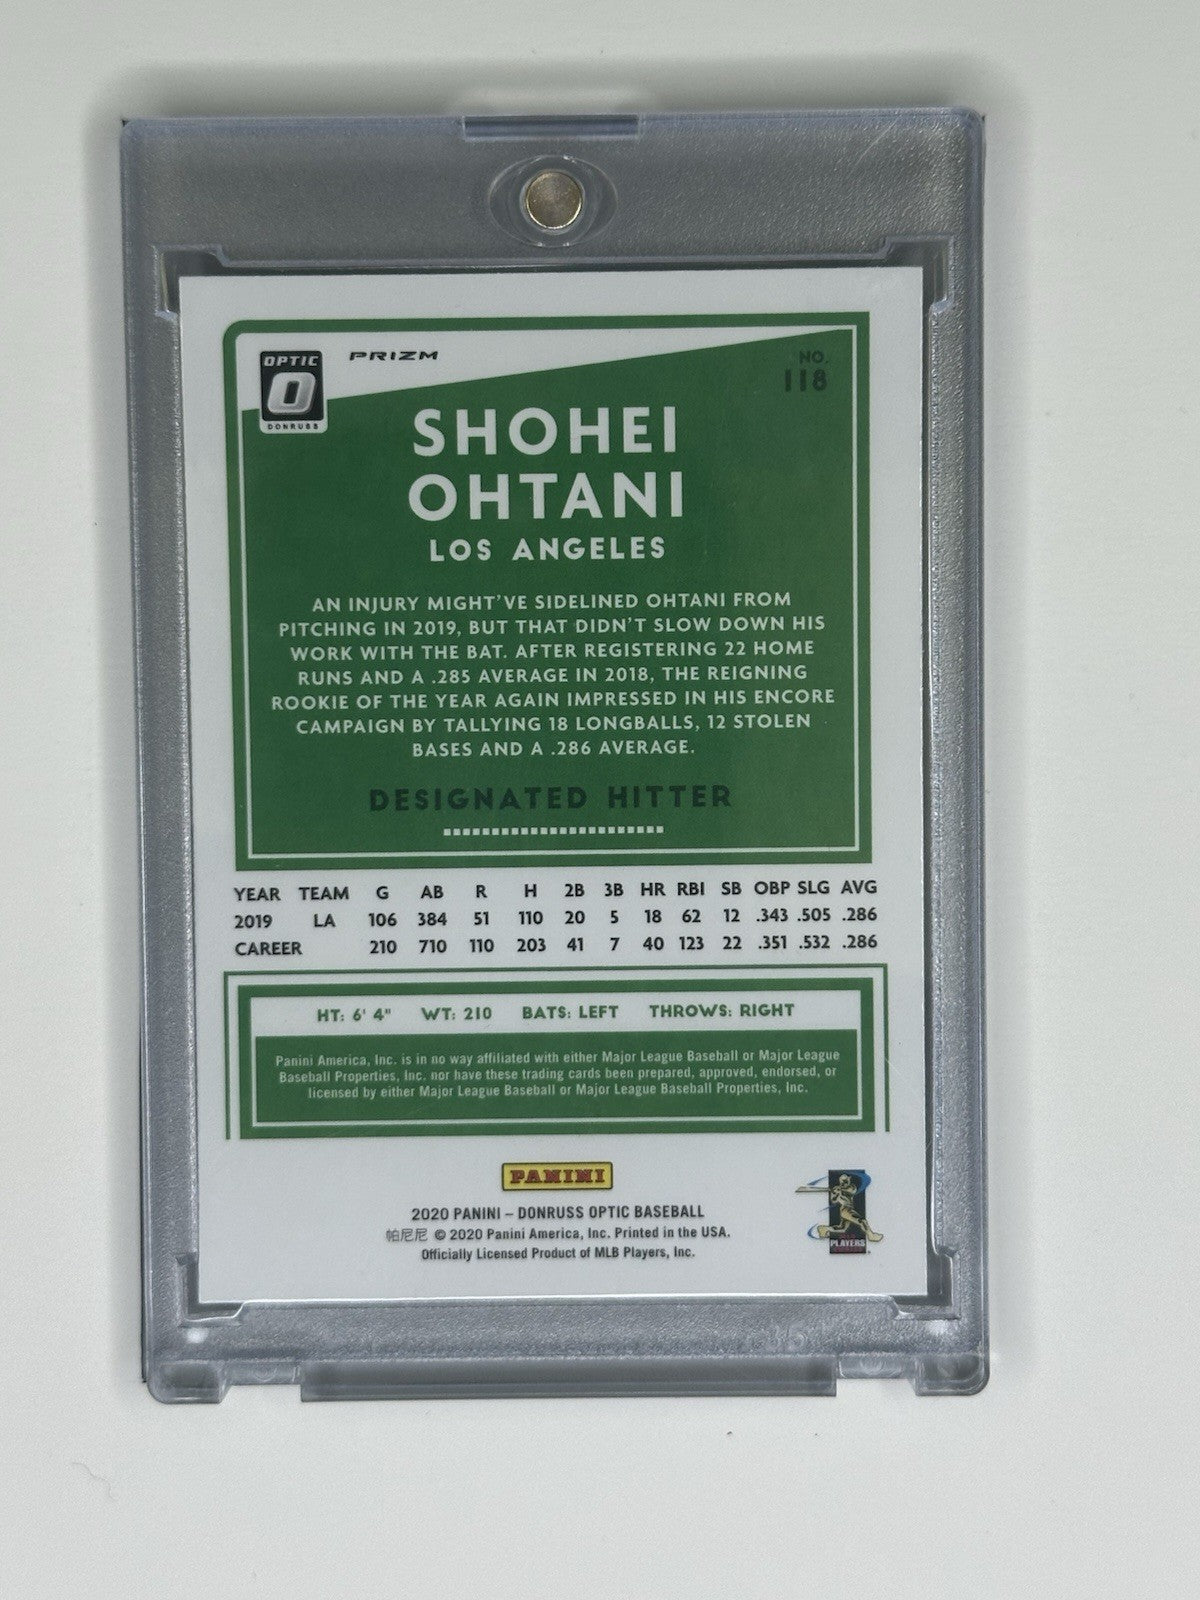 OPTIC
O
DONRUSS
PRIZM
NO.
118
SHOHEI
OHTANI
LOS ANGELES
AN INJURY MIGHT'VE SIDELINED OHTANI FROM
PITCHING IN 2019, BUT THAT DIDN'T SLOW DOWN HIS
WORK WITH THE BAT. AFTER REGISTERING 22 HOME
RUNS AND A .285 AVERAGE IN 2018, THE REIGNING
ROOKIE OF THE YEAR AGAIN IMPRESSED IN HIS ENCORE
CAMPAIGN BY TALLYING 18 LONGBALLS, 12 STOLEN
BASES AND A .286 AVERAGE.
DESIGNATED HITTER
YEAR TEAM G AB R H 2B 3B HR RBI SB OBP SLG AVG
2019 LA 106 384 51 110 20 5 18 62 12 .343 .505 .286
CAREER 210 710 110 203 41 7 40 123 22 .351 .532 .286
HT: 6' 4" WT: 210 BATS: LEFT THROWS: RIGHT
Panini America, Inc. is in no way affiliated with either Major League Baseball or Major League
Baseball Properties, Inc. nor have these trading cards been prepared, approved, endorsed, or
licensed by either Major League Baseball or Major League Baseball Properties, Inc.
PANINI
2020 PANINI – DONRUSS OPTIC BASEBALL
帕尼尼 © 2020 Panini America, Inc. Printed in the USA.
Officially Licensed Product of MLB Players, Inc.
MLB
PLAYERS